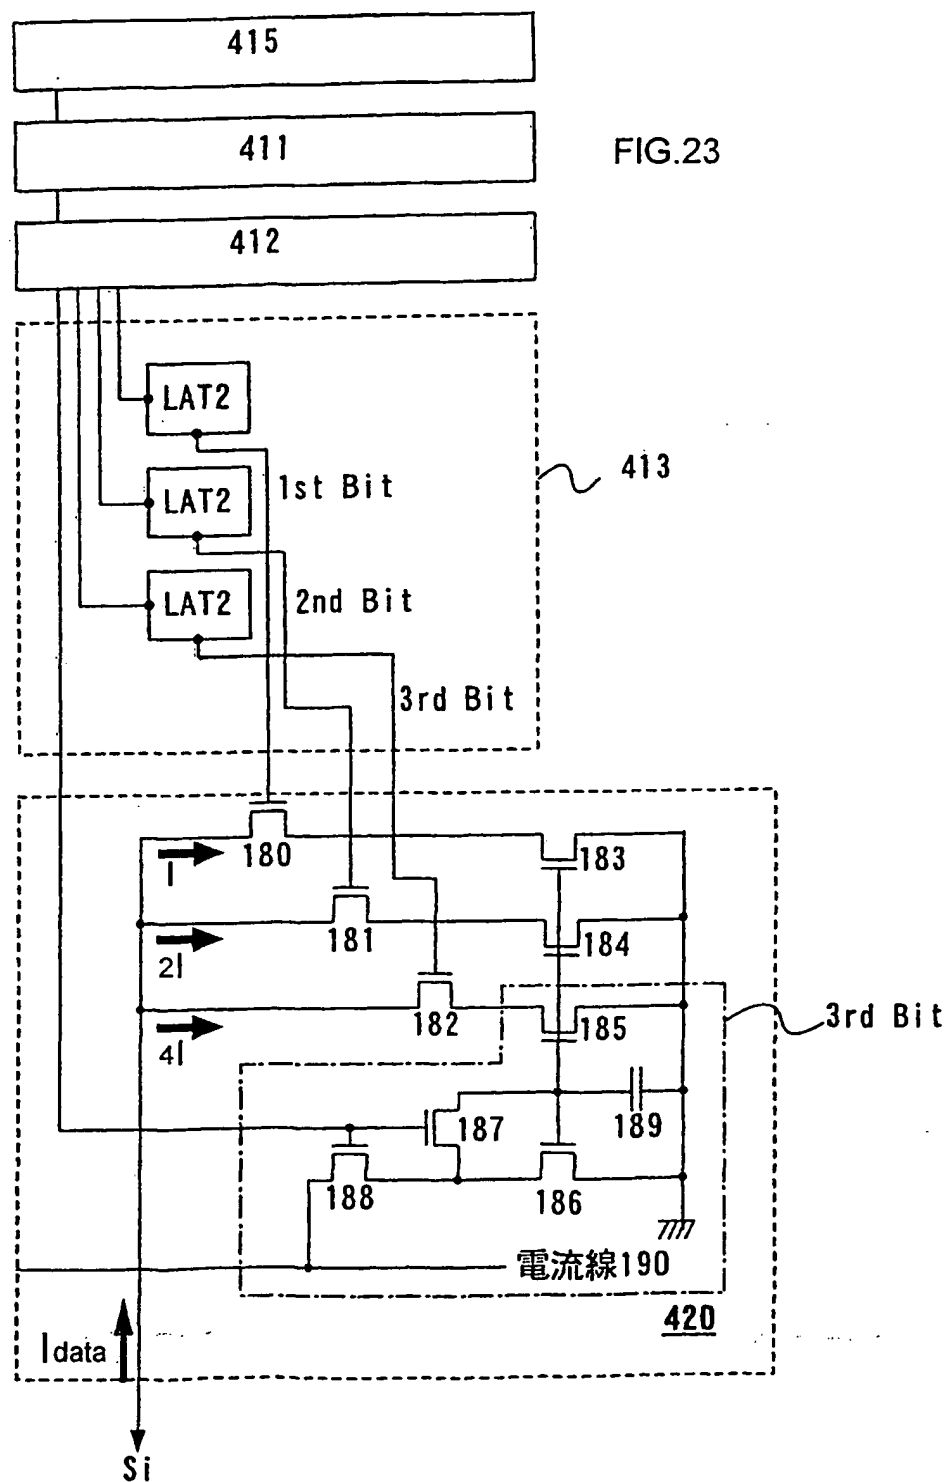 415
411
FIG.23
412
LAT2
1st Bit
413
LAT2
2nd Bit
LAT2
3rd Bit
180
183
I
181
184
2I
182
185
3rd Bit
4I
187
189
188
186
電流線190
420
Idata
Si